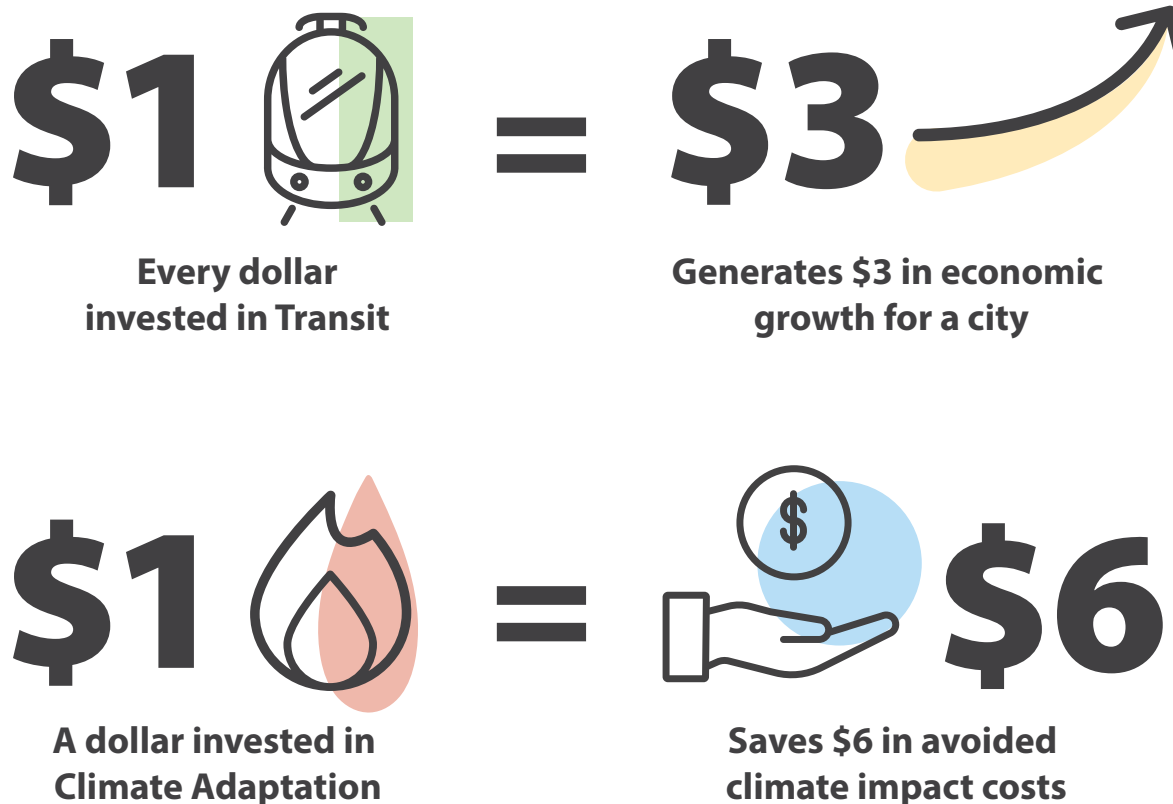 $1
=
$3
Every dollar
invested in Transit
Generates $3 in economic
growth for a city
$1
=
$
$6
A dollar invested in
Climate Adaptation
Saves $6 in avoided
climate impact costs